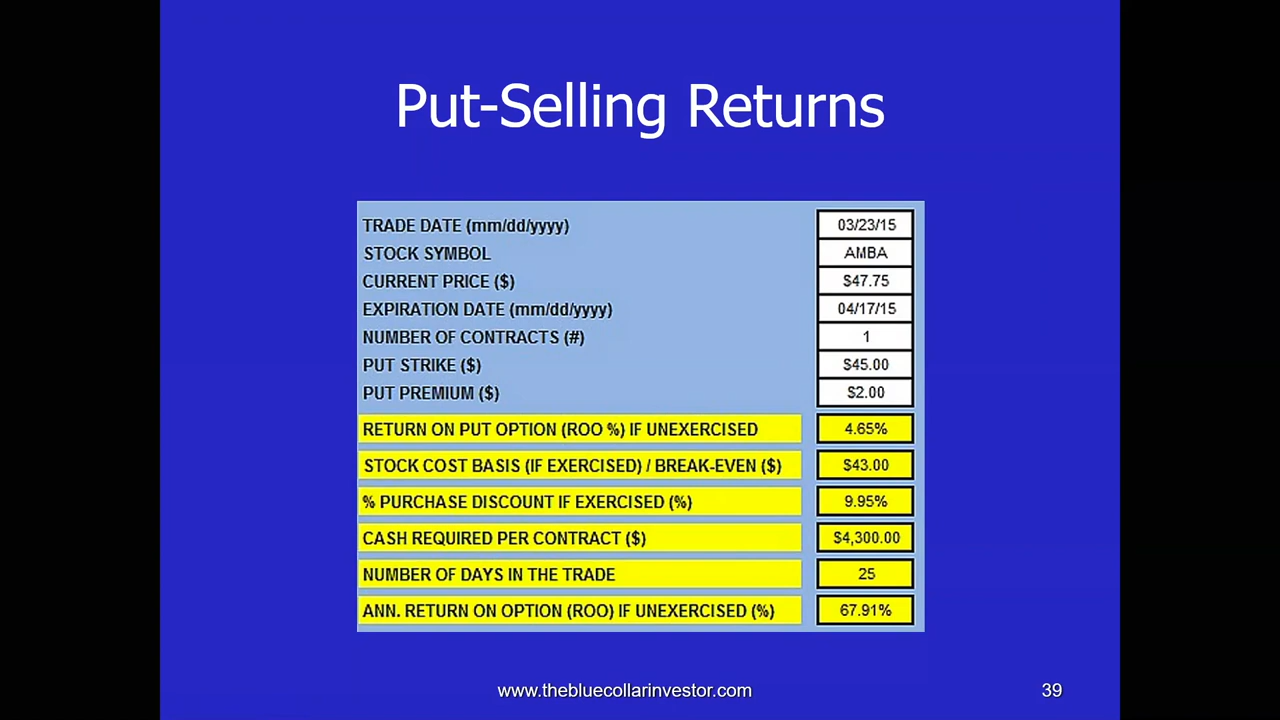 Put-Selling Returns
TRADE DATE (mm/dd/yyyy) 03/23/15
STOCK SYMBOL AMBA
CURRENT PRICE ($) $47.75
EXPIRATION DATE (mm/dd/yyyy) 04/17/15
NUMBER OF CONTRACTS (#) 1
PUT STRIKE ($) $45.00
PUT PREMIUM ($) $2.00
RETURN ON PUT OPTION (ROO %) IF UNEXERCISED 4.65%
STOCK COST BASIS (IF EXERCISED) / BREAK-EVEN ($) $43.00
% PURCHASE DISCOUNT IF EXERCISED (%) 9.95%
CASH REQUIRED PER CONTRACT ($) $4,300.00
NUMBER OF DAYS IN THE TRADE 25
ANN. RETURN ON OPTION (ROO) IF UNEXERCISED (%) 67.91%
www.thebluecollarinvestor.com 39